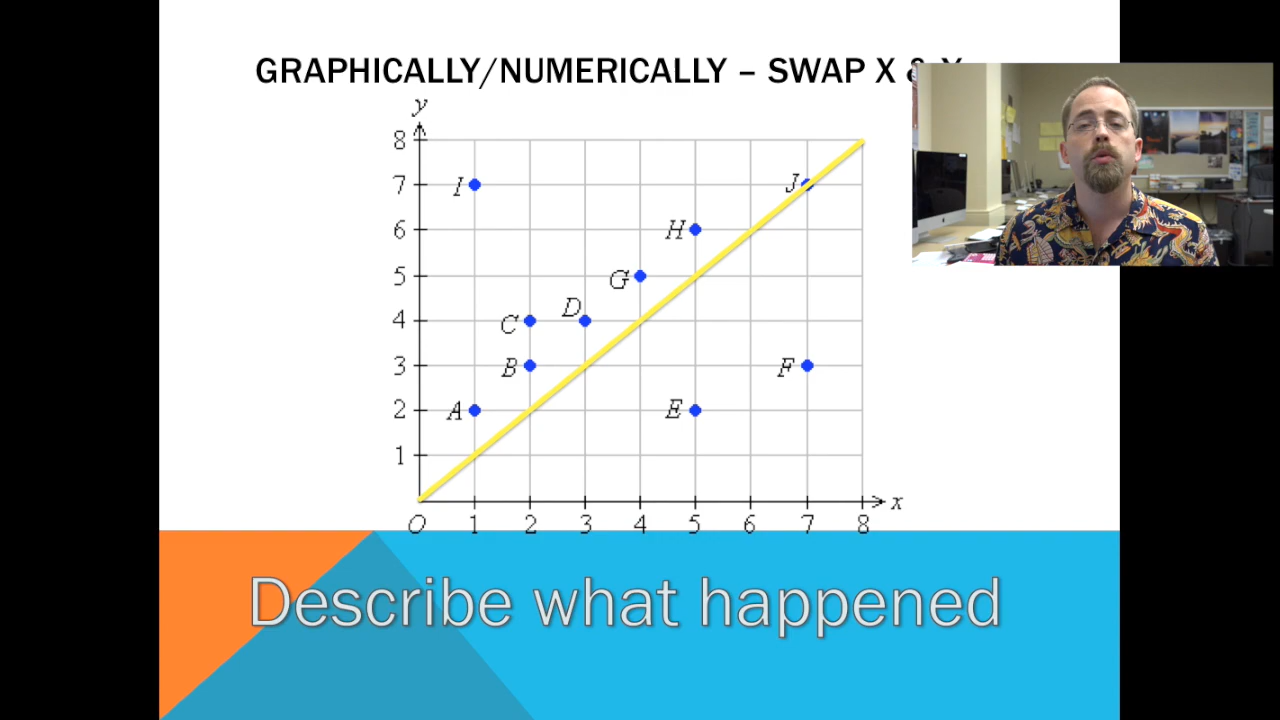 GRAPHICALLY/NUMERICALLY – SWAP X & Y
y
8
I
7
J
H
6
G
5
D
C
4
B
3
F
A
2
E
1
O 1 2 3 4 5 6 7 8 x
Describe what happened